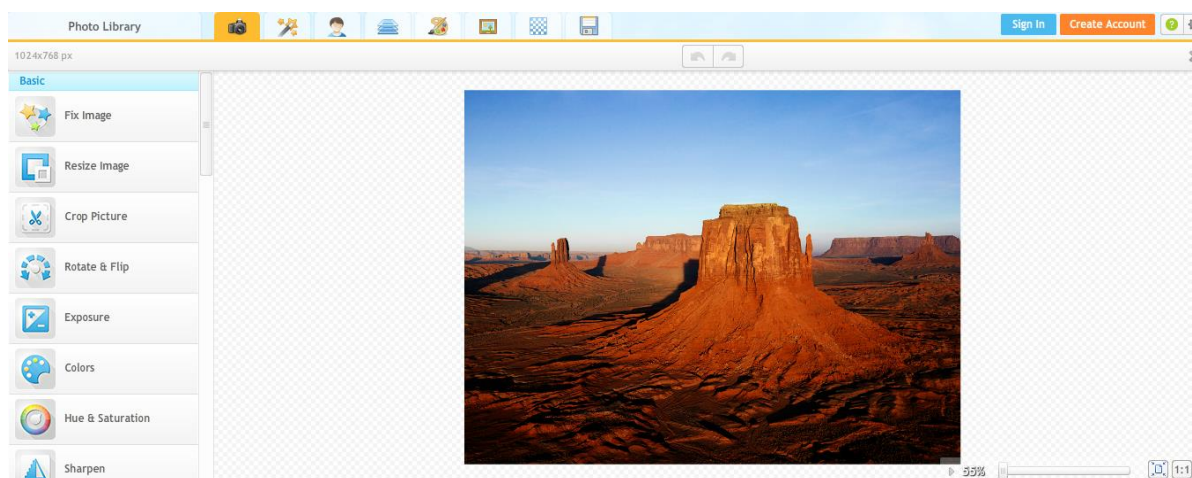 Photo Library
Sign In
Create Account
1024x768 px
Basic
Fix Image
Resize Image
Crop Picture
Rotate & Flip
Exposure
Colors
Hue & Saturation
Sharpen
55%
1:1